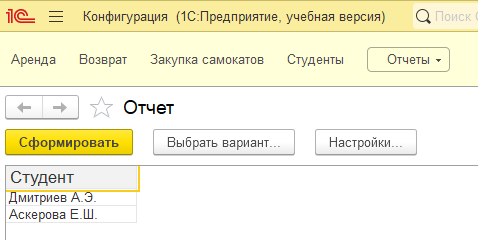 1С Конфигурация (1С:Предприятие, учебная версия) Поиск C
Аренда Возврат Закупка самокатов Студенты Отчеты
Отчет
Сформировать Выбрать вариант... Настройки...
Студент
Дмитриев А.Э.
Аскерова Е.Ш.